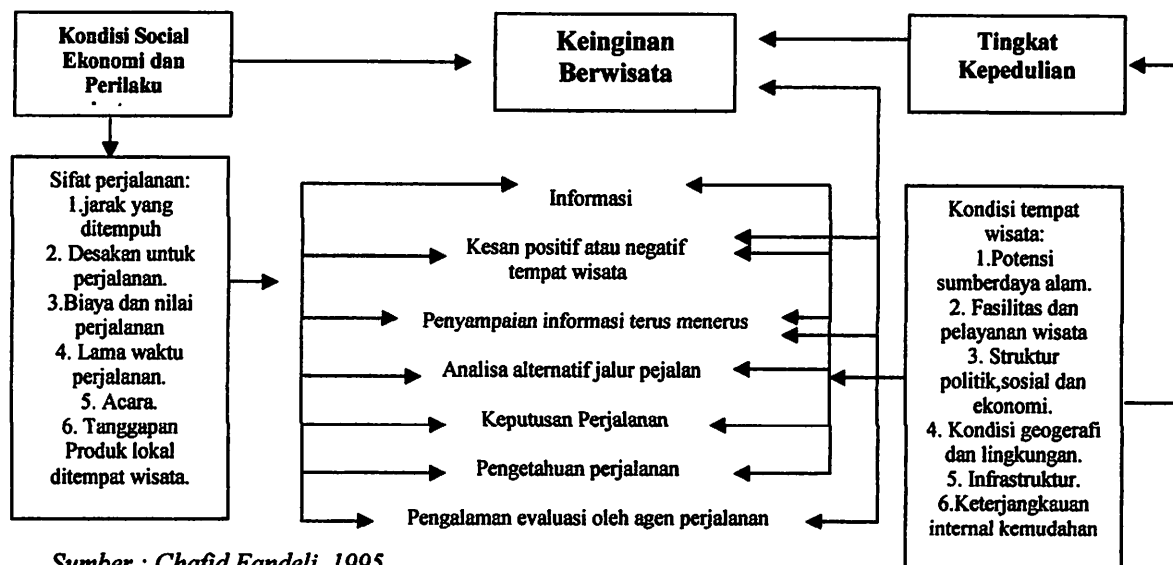 Kondisi Social
Ekonomi dan
Perilaku
Keinginan
Berwisata
Tingkat
Kepedulian
Sifat perjalanan:
1.jarak yang
ditempuh
2. Desakan untuk
perjalanan.
3.Biaya dan nilai
perjalanan
4. Lama waktu
perjalanan.
5. Acara.
6. Tanggapan
Produk lokal
ditempat wisata.
Informasi
Kesan positif atau negatif
tempat wisata
Penyampaian informasi terus menerus
Analisa alternatif jalur pejalan
Keputusan Perjalanan
Pengetahuan perjalanan
Pengalaman evaluasi oleh agen perjalanan
Kondisi tempat
wisata:
1.Potensi
sumberdaya alam.
2. Fasilitas dan
pelayanan wisata
3. Struktur
politik,sosial dan
ekonomi.
4. Kondisi geogerafi
dan lingkungan.
5. Infrastruktur.
6.Keterjangkauan
internal kemudahan
Sumber : Chafid Fandeli, 1995